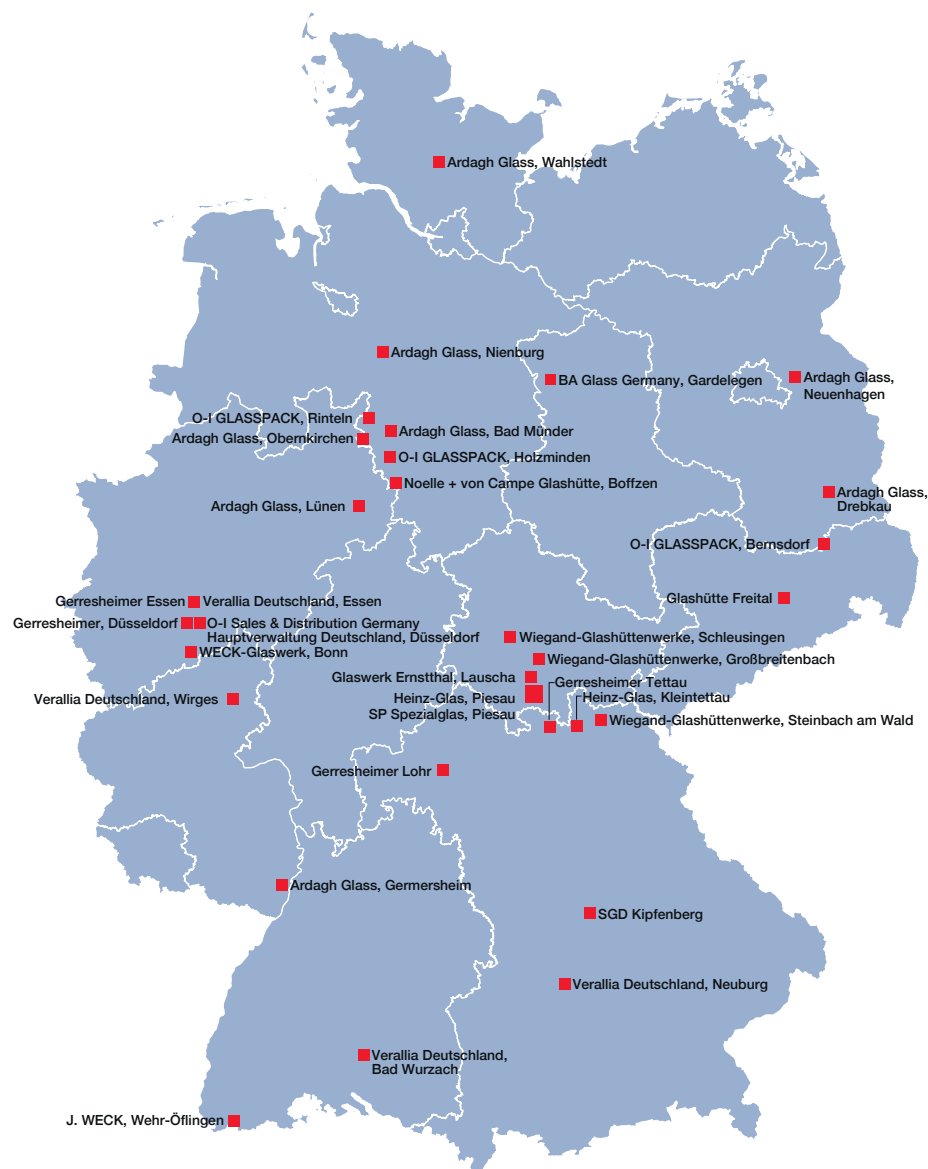 Ardagh Glass, Wahlstedt
Ardagh Glass, Nienburg
BA Glass Germany, Gardelegen
Ardagh Glass,
Neuenhagen
O-I GLASSPACK, Rinteln
Ardagh Glass, Bad Münder
Ardagh Glass, Obernkirchen
O-I GLASSPACK, Holzminden
Noelle + von Campe Glashütte, Boffzen
Ardagh Glass,
Drebkau
Ardagh Glass, Lünen
O-I GLASSPACK, Bernsdorf
Glashütte Freital
Gerresheimer Essen
Verallia Deutschland, Essen
Gerresheimer, Düsseldorf
O-I Sales & Distribution Germany
Hauptverwaltung Deutschland, Düsseldorf
WECK-Glaswerk, Bonn
Wiegand-Glashüttenwerke, Schleusingen
Wiegand-Glashüttenwerke, Großbreitenbach
Glaswerk Ernstthal, Lauscha
Gerresheimer Tettau
Heinz-Glas, Piesau
Heinz-Glas, Kleintettau
Verallia Deutschland, Wirges
SP Spezialglas, Piesau
Wiegand-Glashüttenwerke, Steinbach am Wald
Gerresheimer Lohr
Ardagh Glass, Germersheim
SGD Kipfenberg
Verallia Deutschland, Neuburg
Verallia Deutschland,
Bad Wurzach
J. WECK, Wehr-Öflingen